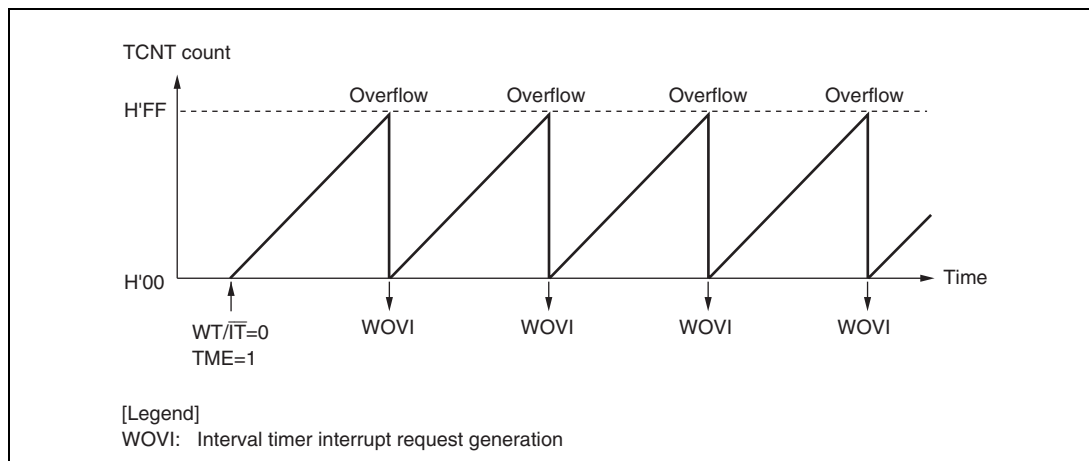 TCNT count
Overflow Overflow Overflow Overflow
H'FF
H'00
Time
WT/I̅T̅=0
TME=1
WOVI WOVI WOVI WOVI
[Legend]
WOVI: Interval timer interrupt request generation